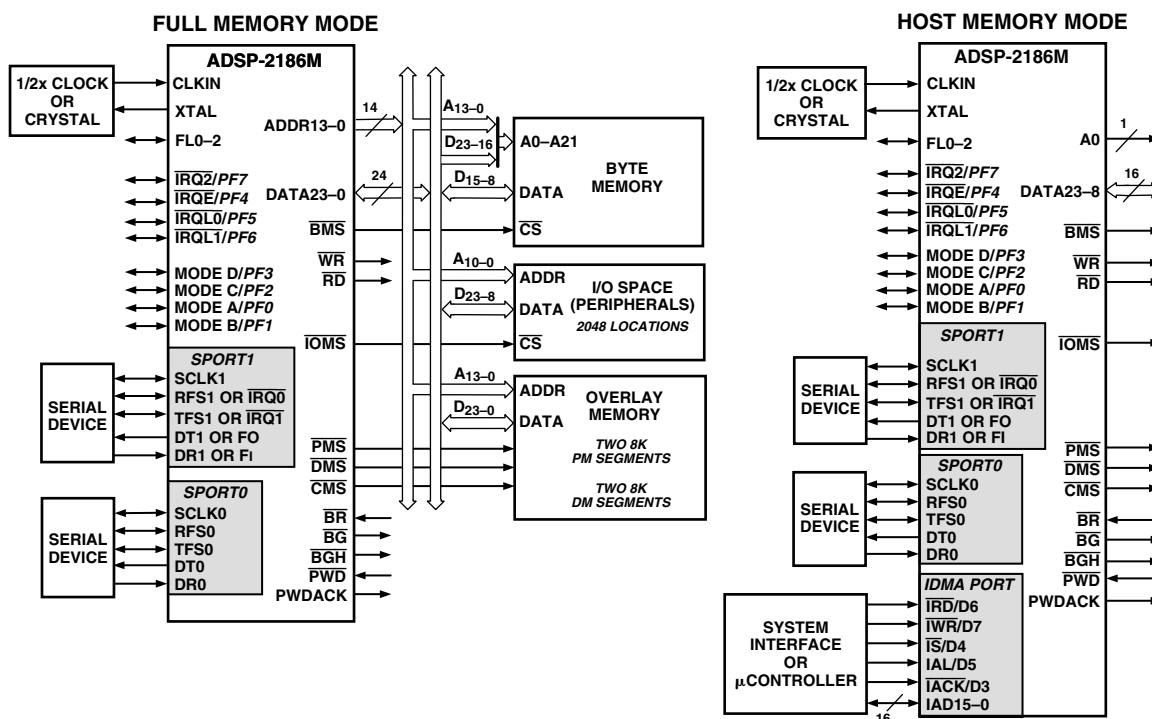 FULL MEMORY MODE
ADSP-2186M
1/2x CLOCK
OR
CRYSTAL
CLKIN
XTAL
FL0–2
IRQ2/PF7
IRQE/PF4
IRQL0/PF5
IRQL1/PF6
MODE D/PF3
MODE C/PF2
MODE A/PF0
MODE B/PF1
SPORT1
SCLK1
RFS1 OR IRQ0
TFS1 OR IRQ1
DT1 OR FO
DR1 OR FI
SERIAL
DEVICE
SPORT0
SCLK0
RFS0
TFS0
DT0
DR0
SERIAL
DEVICE
ADDR13–0
14
DATA23–0
24
BMS
WR
RD
IOMS
PMS
DMS
CMS
BR
BG
BGH
PWD
PWDACK
A13–0
D23–16
D15–8
A0–A21
DATA
CS
BYTE
MEMORY
A10–0
D23–8
ADDR
DATA
CS
I/O SPACE
(PERIPHERALS)
2048 LOCATIONS
A13–0
D23–0
ADDR
DATA
OVERLAY
MEMORY
TWO 8K
PM SEGMENTS
TWO 8K
DM SEGMENTS
HOST MEMORY MODE
ADSP-2186M
1/2x CLOCK
OR
CRYSTAL
CLKIN
XTAL
FL0–2
IRQ2/PF7
IRQE/PF4
IRQL0/PF5
IRQL1/PF6
MODE D/PF3
MODE C/PF2
MODE A/PF0
MODE B/PF1
SPORT1
SCLK1
RFS1 OR IRQ0
TFS1 OR IRQ1
DT1 OR FO
DR1 OR FI
SERIAL
DEVICE
SPORT0
SCLK0
RFS0
TFS0
DT0
DR0
SERIAL
DEVICE
IDMA PORT
IRD/D6
IWR/D7
IS/D4
IAL/D5
IACK/D3
IAD15–0
16
SYSTEM
INTERFACE
OR
μCONTROLLER
A0
1
DATA23–8
16
BMS
WR
RD
IOMS
PMS
DMS
CMS
BR
BG
BGH
PWD
PWDACK